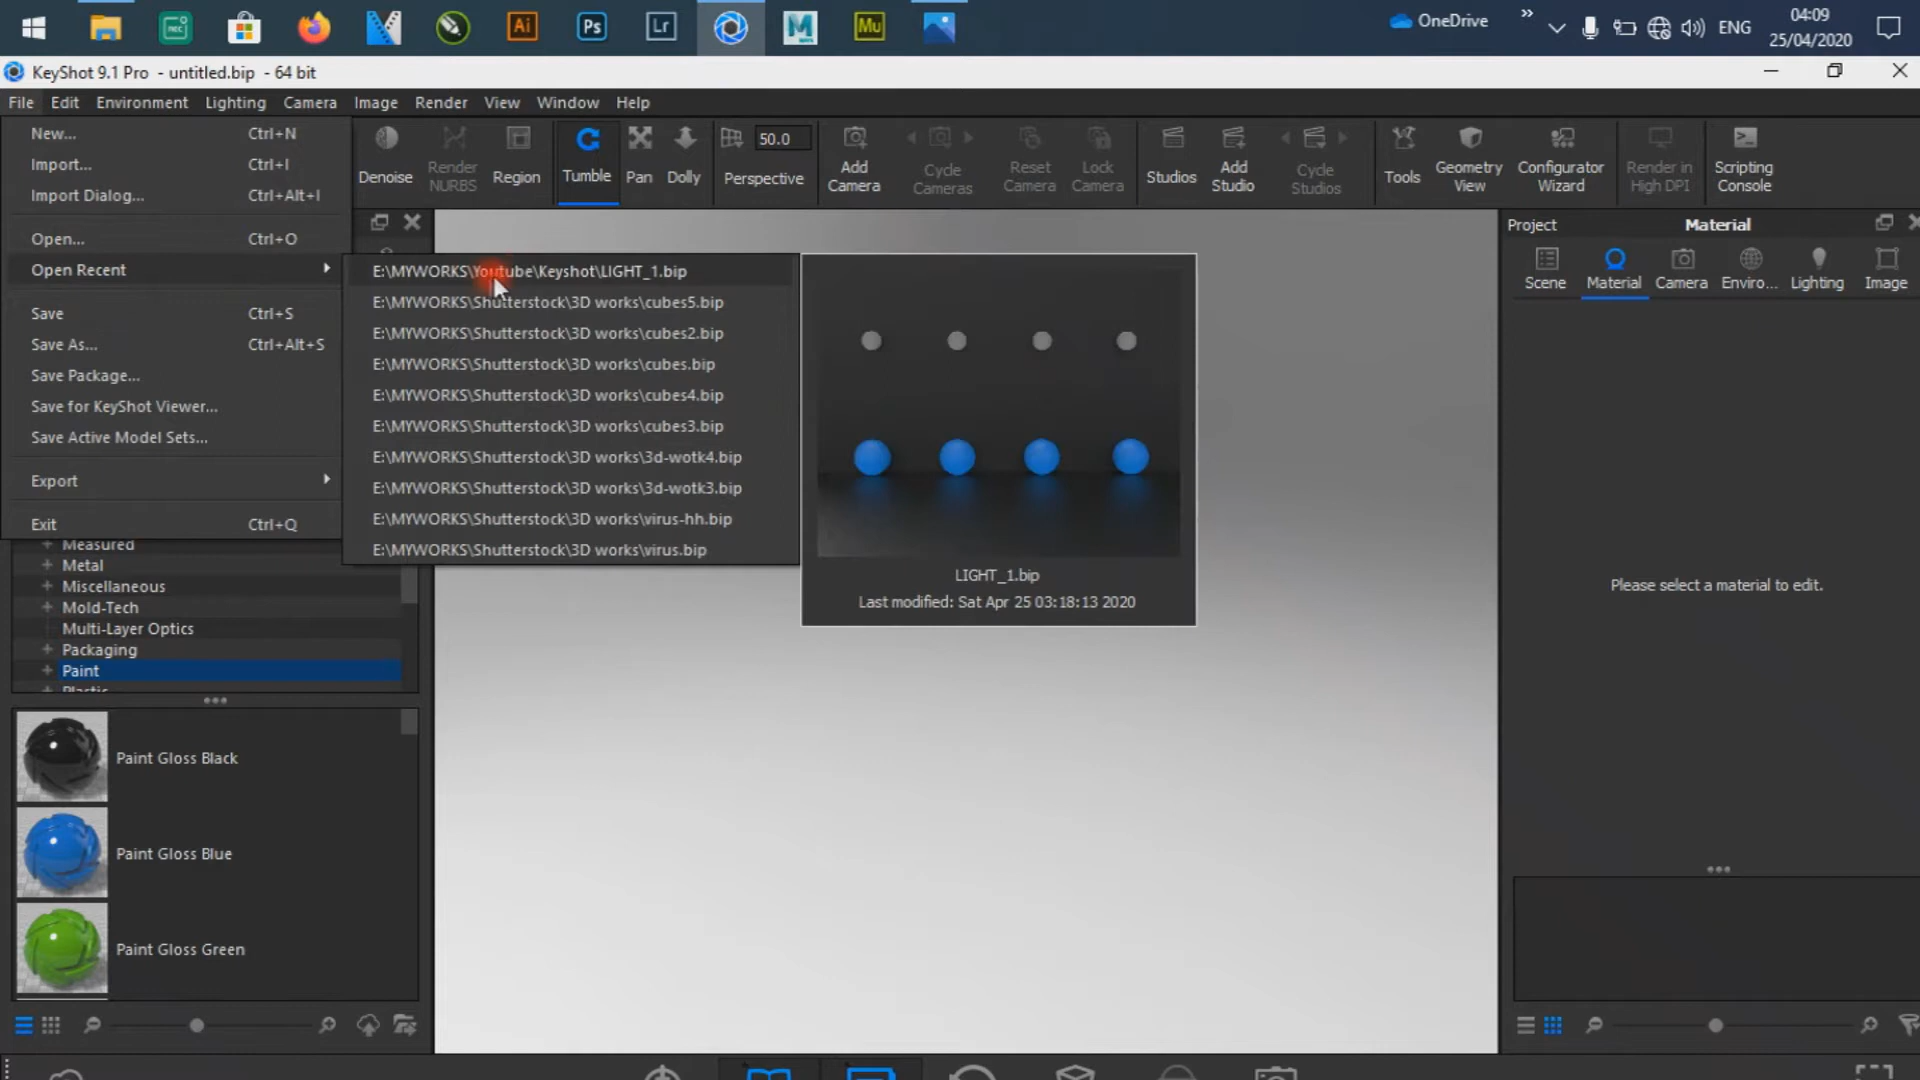 REC
Ai
Ps
Lr
M
Mu
OneDrive
»
ENG
04:09
25/04/2020
KeyShot 9.1 Pro - untitled.bip - 64 bit
File Edit Environment Lighting Camera Image Render View Window Help
New... Ctrl+N
Import... Ctrl+I
Import Dialog... Ctrl+Alt+I
Open... Ctrl+O
Open Recent
Save Ctrl+S
Save As... Ctrl+Alt+S
Save Package...
Save for KeyShot Viewer...
Save Active Model Sets...
Export
Exit Ctrl+Q
Denoise
Render NURBS
Region
Tumble
Pan
Dolly
50.0
Perspective
Add Camera
Cycle Cameras
Reset Camera
Lock Camera
Studios
Add Studio
Cycle Studios
Tools
Geometry View
Configurator Wizard
Render in High DPI
Scripting Console
E:\MYWORKS\Youtube\Keyshot\LIGHT_1.bip
E:\MYWORKS\Shutterstock\3D works\cubes5.bip
E:\MYWORKS\Shutterstock\3D works\cubes2.bip
E:\MYWORKS\Shutterstock\3D works\cubes.bip
E:\MYWORKS\Shutterstock\3D works\cubes4.bip
E:\MYWORKS\Shutterstock\3D works\cubes3.bip
E:\MYWORKS\Shutterstock\3D works\3d-wotk4.bip
E:\MYWORKS\Shutterstock\3D works\3d-wotk3.bip
E:\MYWORKS\Shutterstock\3D works\virus-hh.bip
E:\MYWORKS\Shutterstock\3D works\virus.bip
LIGHT_1.bip
Last modified: Sat Apr 25 03:18:13 2020
Project Material
Scene Material Camera Enviro... Lighting Image
Please select a material to edit.
Measured
Metal
Miscellaneous
Mold-Tech
Multi-Layer Optics
Packaging
Paint
Plastic
Paint Gloss Black
Paint Gloss Blue
Paint Gloss Green